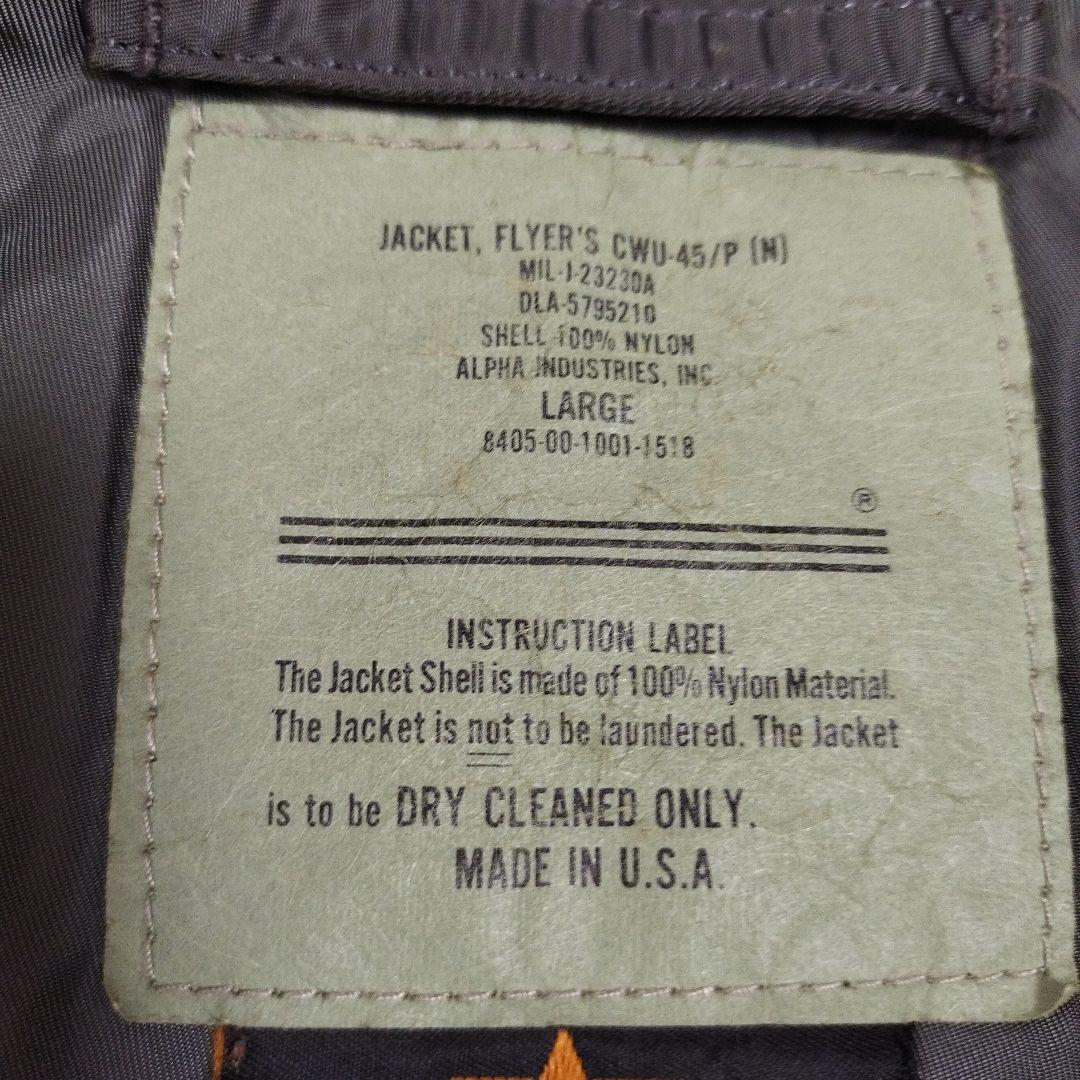 JACKET, FLYER'S CWU-45/P (N)
MIL-J-23230A
DLA-5795210
SHELL 100% NYLON
ALPHA INDUSTRIES, INC.
LARGE
8405-00-1001-1518
®
INSTRUCTION LABEL
The Jacket Shell is made of 100% Nylon Material.
The Jacket is not to be laundered. The Jacket
is to be DRY CLEANED ONLY.
MADE IN U.S.A.